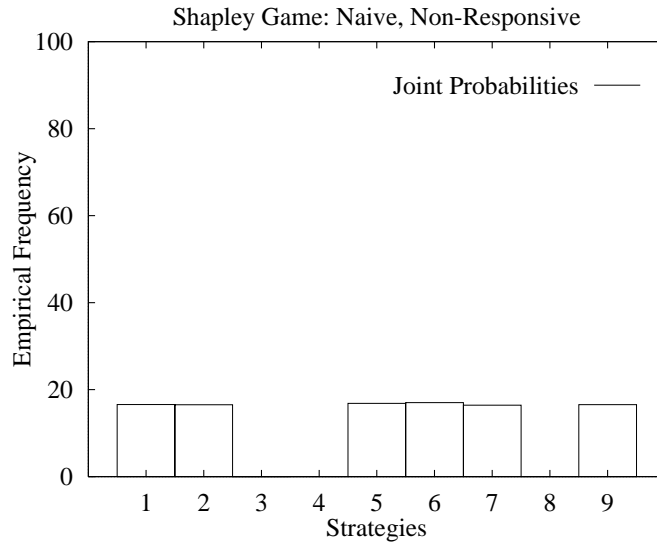 Shapley Game: Naive, Non-Responsive
100
80
60
40
20
0
Empirical Frequency
Joint Probabilities
1 2 3 4 5 6 7 8 9
Strategies